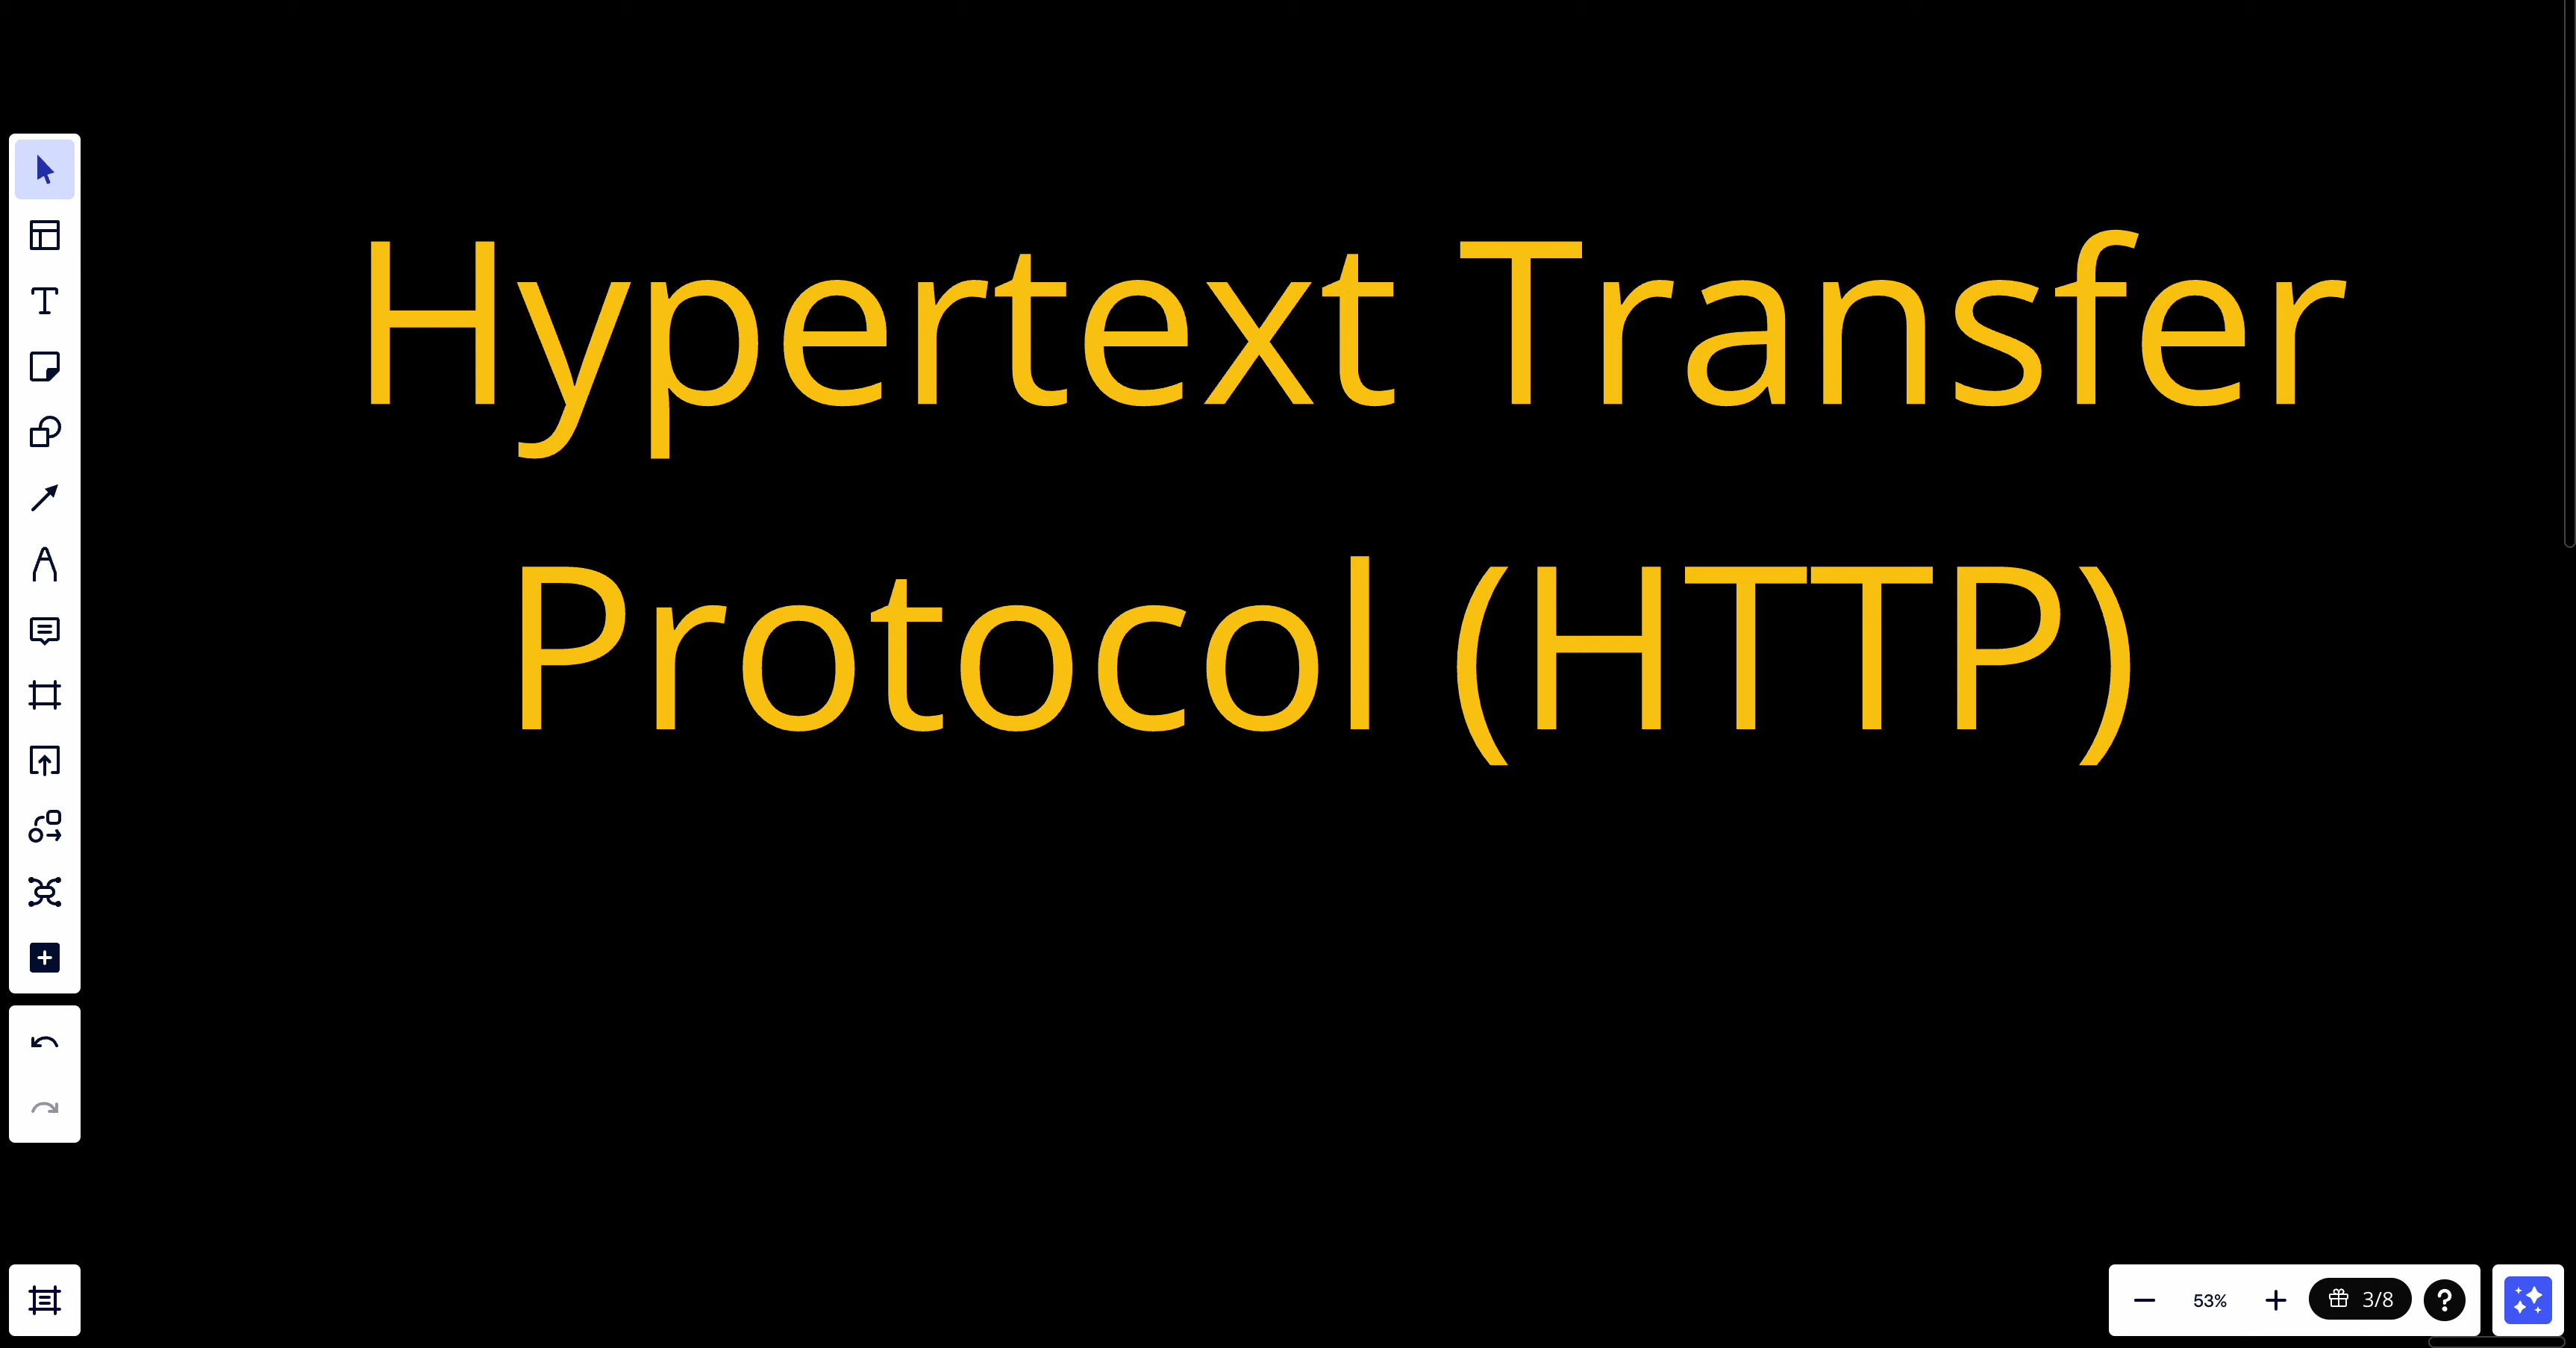 Hypertext Transfer
Protocol (HTTP)
53%
3/8
?